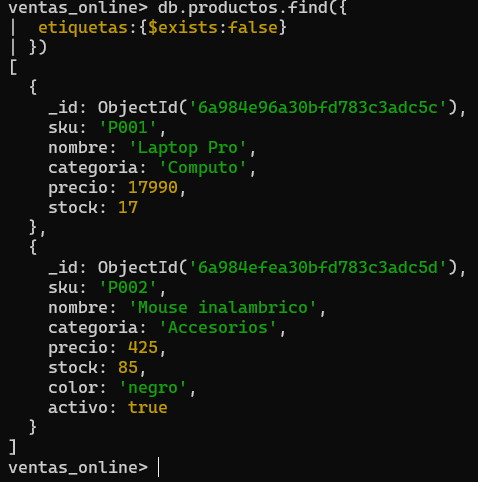 ventas_online> db.productos.find({
|  etiquetas:{$exists:false}
| })
[
  {
    _id: ObjectId('6a984e96a30bfd783c3adc5c'),
    sku: 'P001',
    nombre: 'Laptop Pro',
    categoria: 'Computo',
    precio: 17990,
    stock: 17
  },
  {
    _id: ObjectId('6a984efea30bfd783c3adc5d'),
    sku: 'P002',
    nombre: 'Mouse inalambrico',
    categoria: 'Accesorios',
    precio: 425,
    stock: 85,
    color: 'negro',
    activo: true
  }
]
ventas_online>